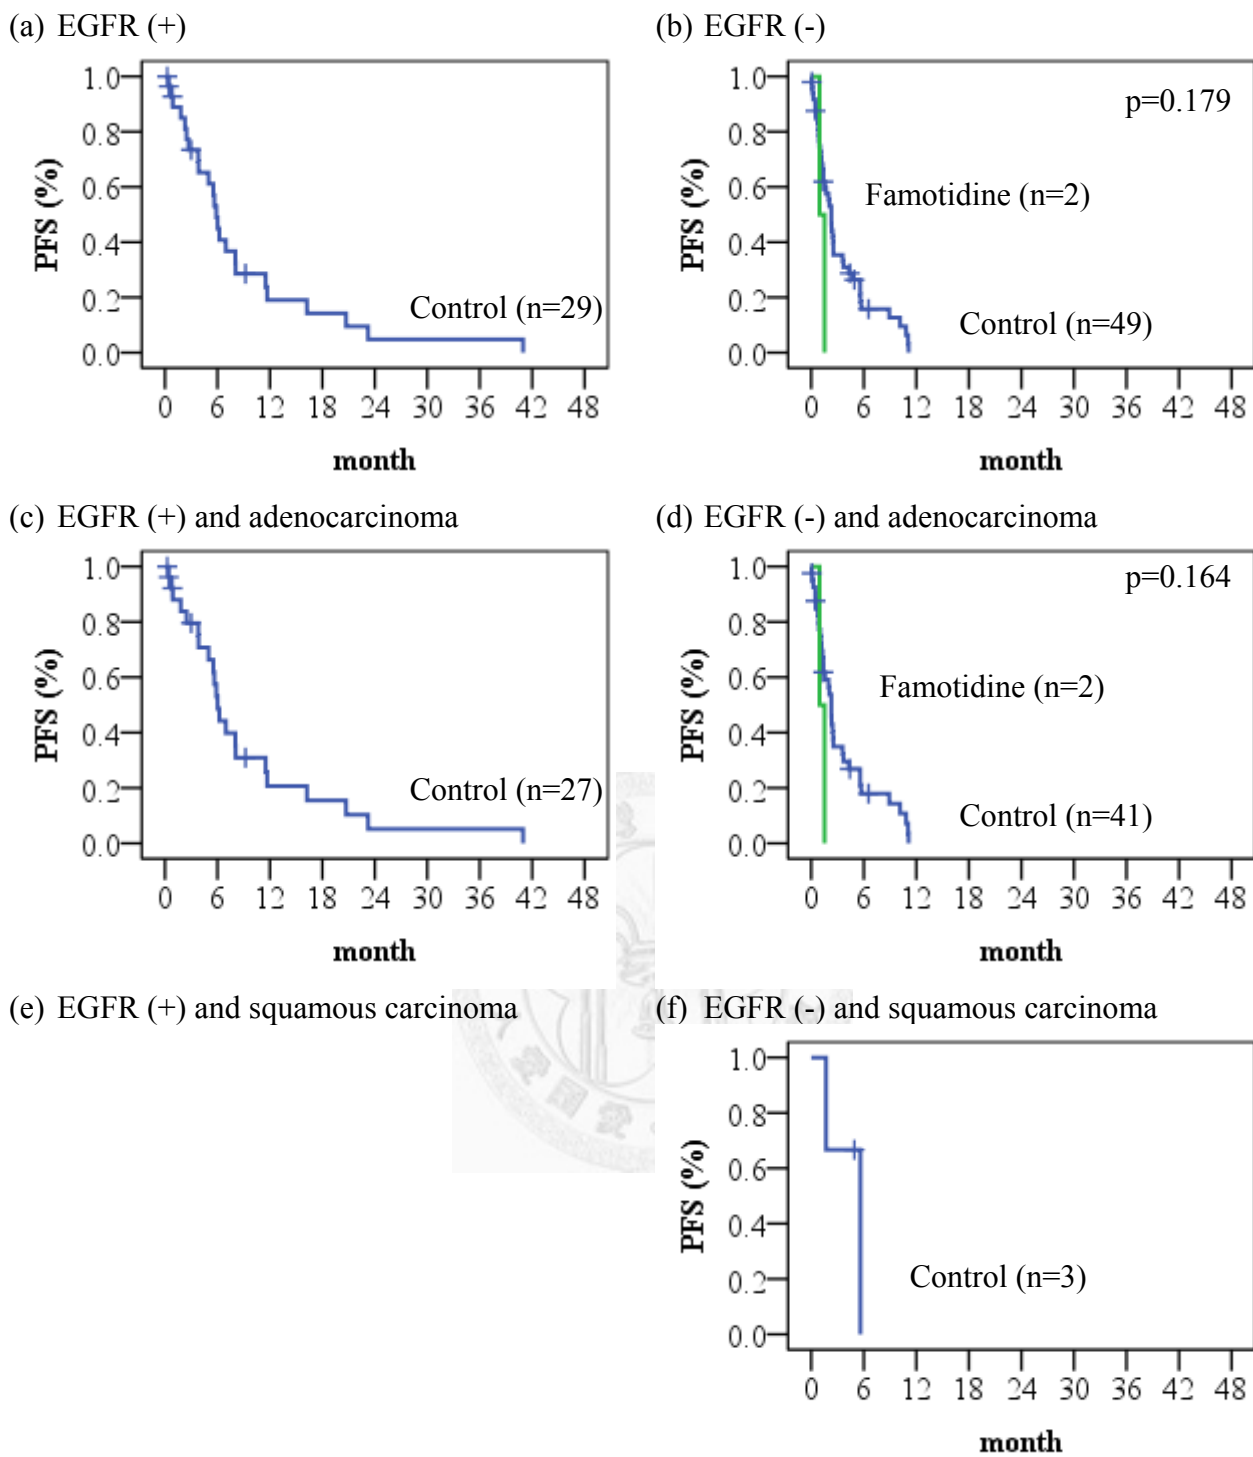 (a) EGFR (+)
1.0
0.8
0.6
0.4
0.2
0.0
PFS (%)
Control (n=29)
0 6 12 18 24 30 36 42 48
month
(b) EGFR (-)
1.0
0.8
0.6
0.4
0.2
0.0
PFS (%)
p=0.179
Famotidine (n=2)
Control (n=49)
0 6 12 18 24 30 36 42 48
month
(c) EGFR (+) and adenocarcinoma
1.0
0.8
0.6
0.4
0.2
0.0
PFS (%)
Control (n=27)
0 6 12 18 24 30 36 42 48
month
(d) EGFR (-) and adenocarcinoma
1.0
0.8
0.6
0.4
0.2
0.0
PFS (%)
p=0.164
Famotidine (n=2)
Control (n=41)
0 6 12 18 24 30 36 42 48
month
(e) EGFR (+) and squamous carcinoma
(f) EGFR (-) and squamous carcinoma
1.0
0.8
0.6
0.4
0.2
0.0
PFS (%)
Control (n=3)
0 6 12 18 24 30 36 42 48
month
愛國愛